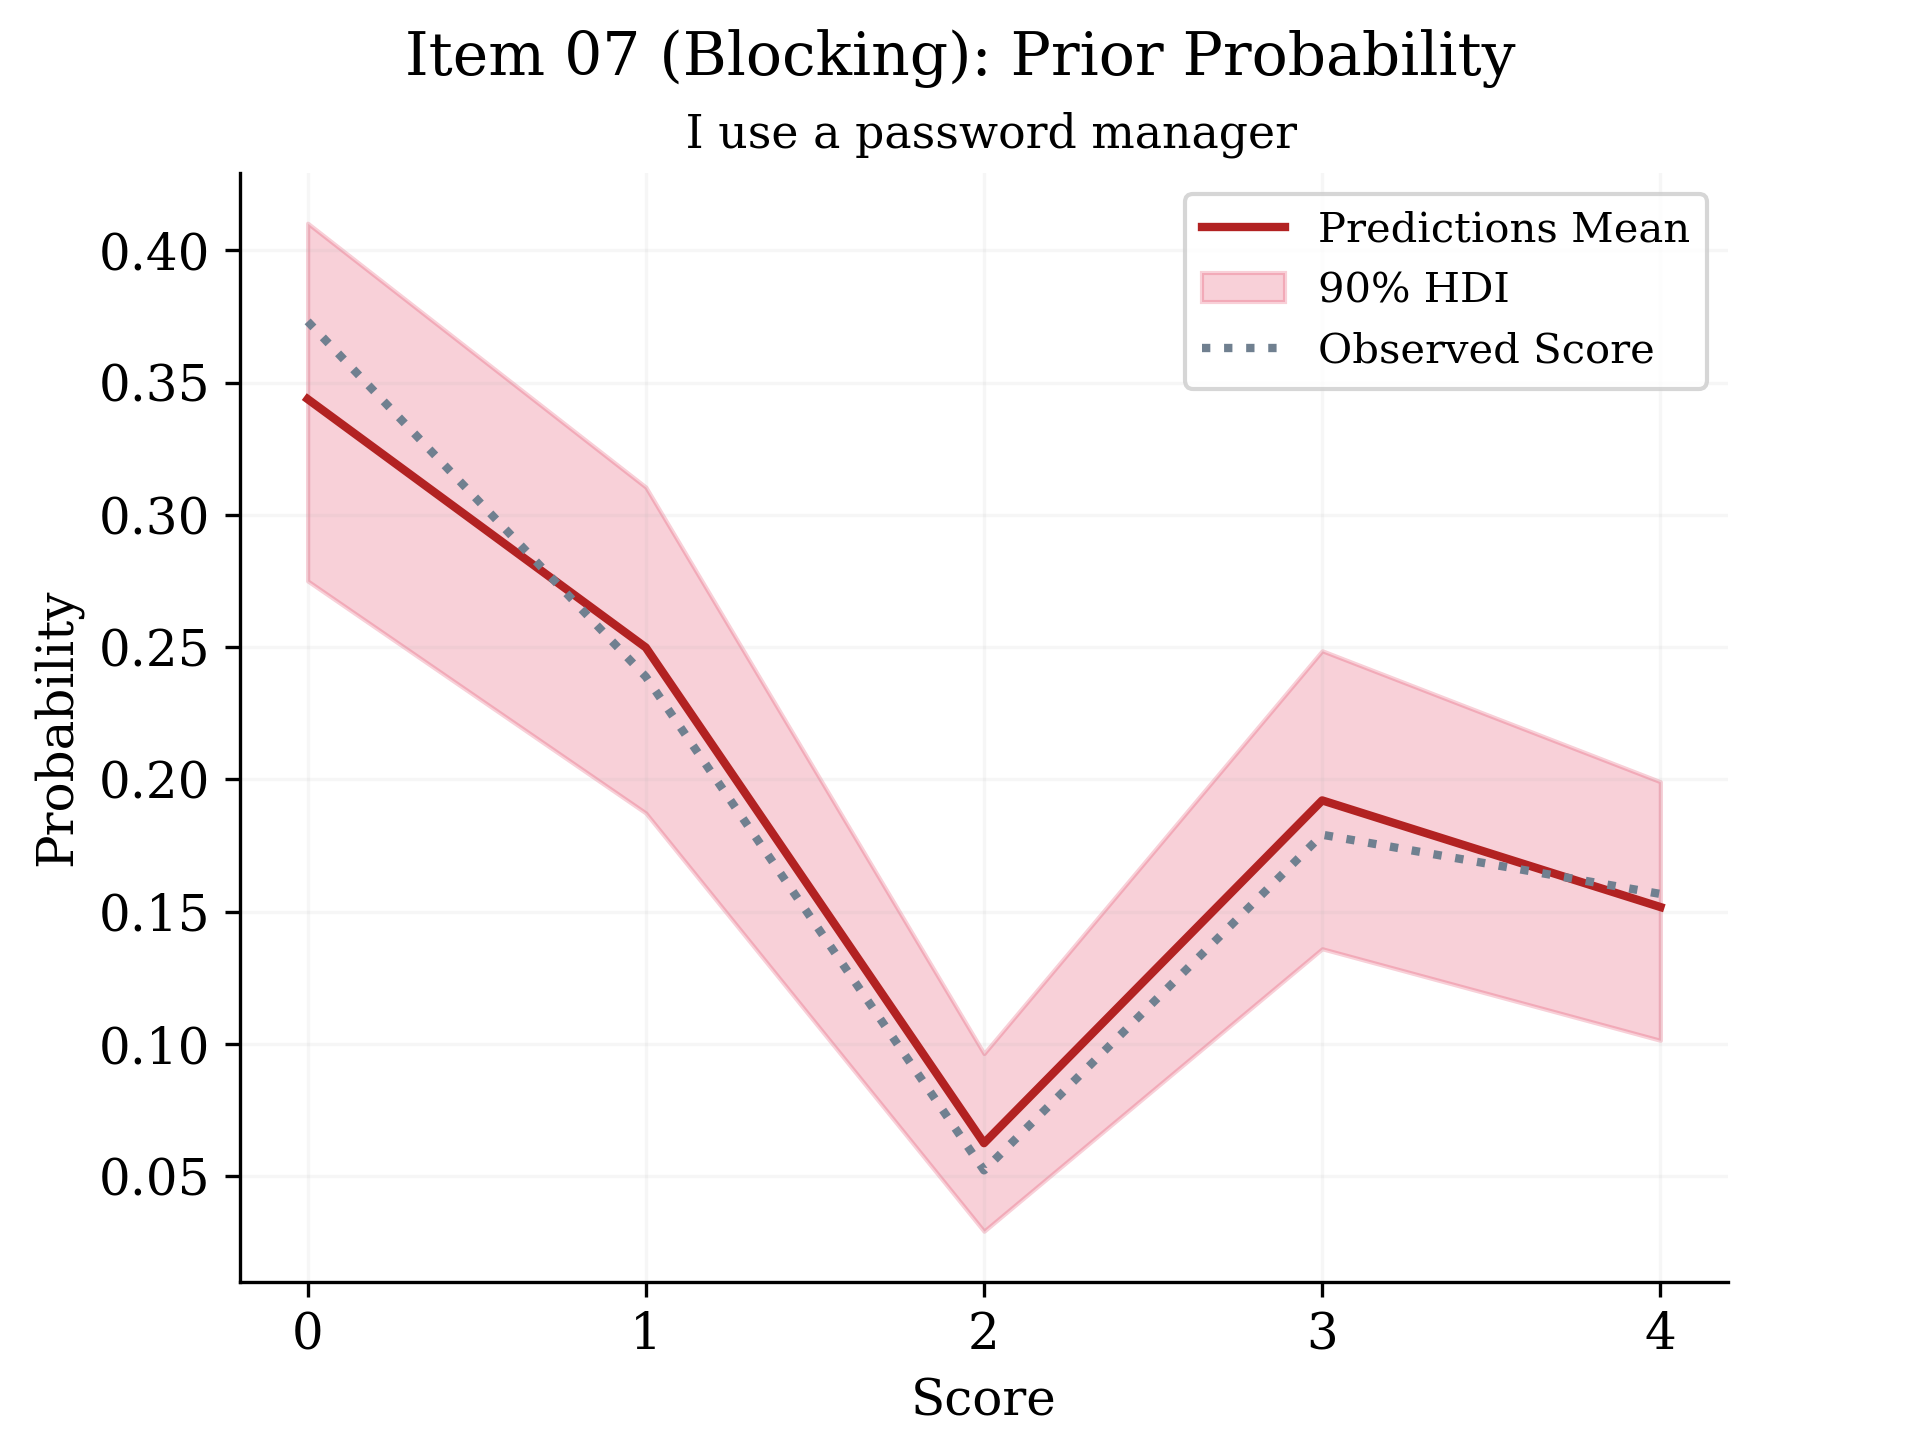 Item 07 (Blocking): Prior Probability
I use a password manager
Predictions Mean
90% HDI
Observed Score
0.40
0.35
0.30
0.25
0.20
0.15
0.10
0.05
Probability
0 1 2 3 4
Score